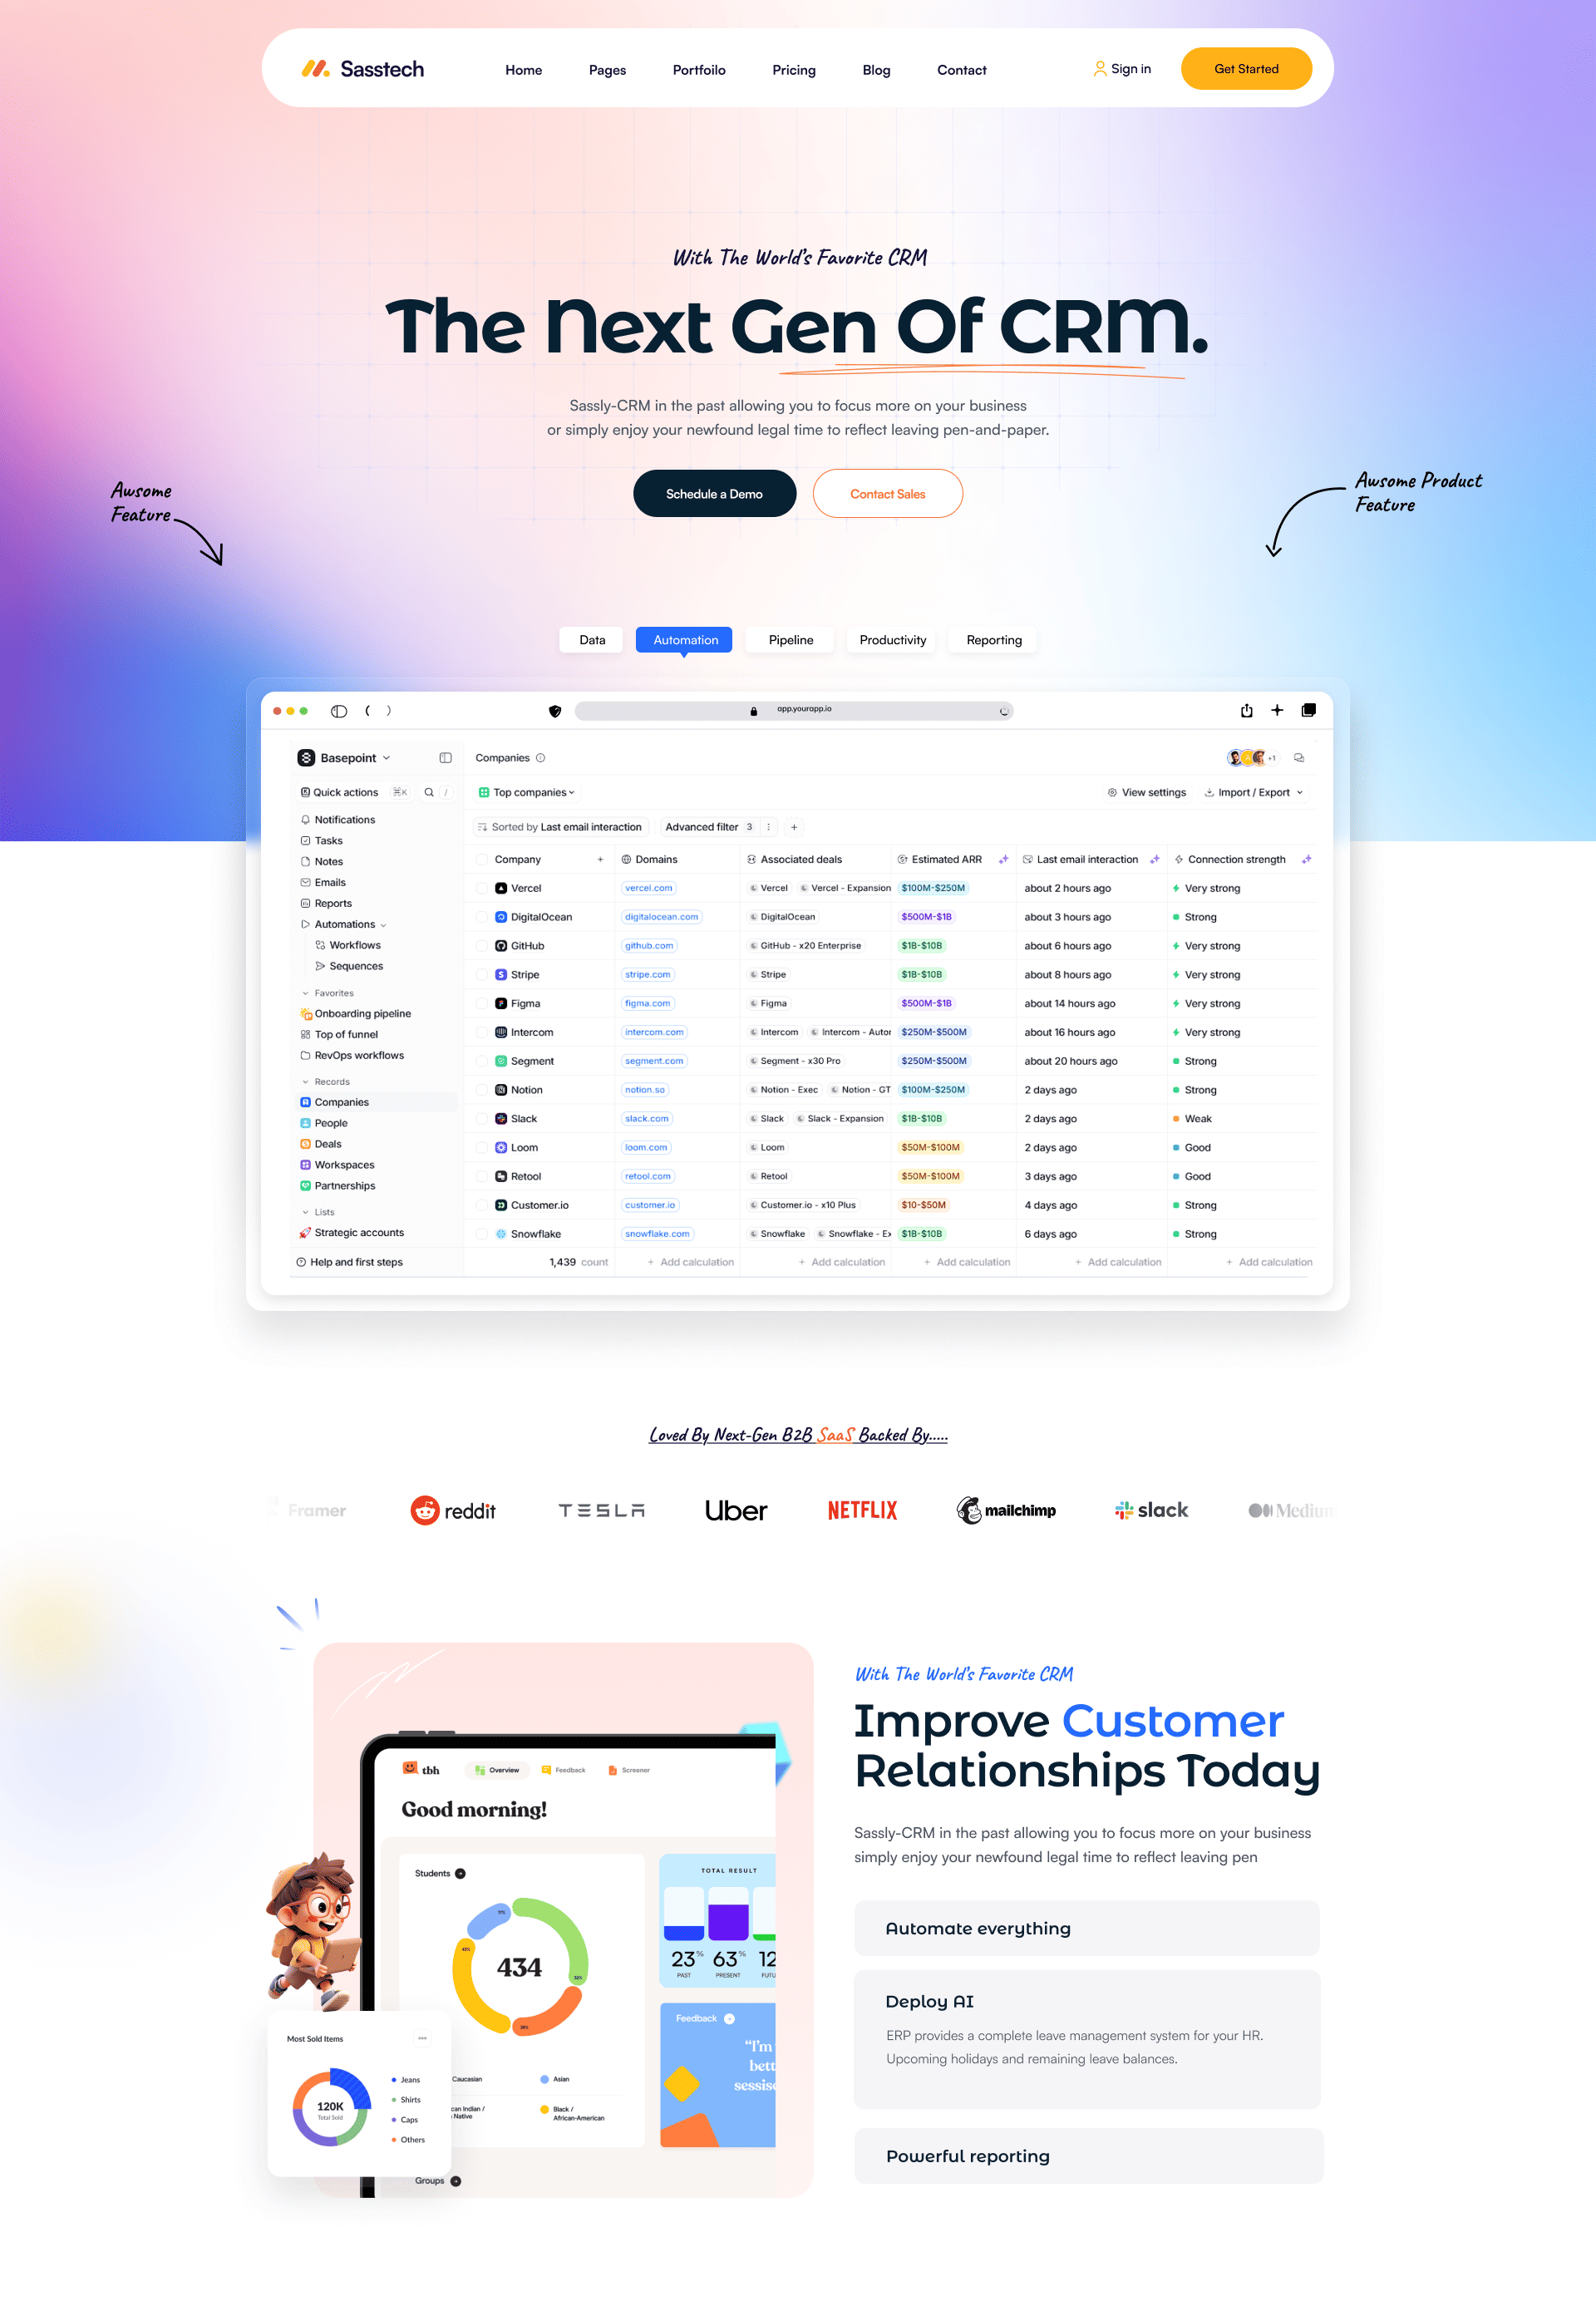 Sasstech
Home Pages Portfoilo Pricing Blog Contact
Sign in
Get Started
With The World's Favorite CRM
The Next Gen Of CRM.
Sassly-CRM in the past allowing you to focus more on your business
or simply enjoy your newfound legal time to reflect leaving pen-and-paper.
Schedule a Demo
Contact Sales
Awsome
Feature
Awsome Product
Feature
Data Automation Pipeline Productivity Reporting
app.yourapp.io
Basepoint
Quick actions ⌘K /
Notifications
Tasks
Notes
Emails
Reports
Automations
Workflows
Sequences
Favorites
Onboarding pipeline
Top of funnel
RevOps workflows
Records
Companies
People
Deals
Workspaces
Partnerships
Lists
Strategic accounts
Help and first steps
Companies
+1
Top companies
View settings
Import / Export
Sorted by Last email interaction
Advanced filter 3
+
Company + Domains Associated deals Estimated ARR Last email interaction Connection strength
Vercel vercel.com Vercel Vercel - Expansion $100M-$250M about 2 hours ago Very strong
DigitalOcean digitalocean.com DigitalOcean $500M-$1B about 3 hours ago Strong
GitHub github.com GitHub - x20 Enterprise $1B-$10B about 6 hours ago Very strong
Stripe stripe.com Stripe $1B-$10B about 8 hours ago Very strong
Figma figma.com Figma $500M-$1B about 14 hours ago Very strong
Intercom intercom.com Intercom Intercom - Autor $250M-$500M about 16 hours ago Very strong
Segment segment.com Segment - x30 Pro $250M-$500M about 20 hours ago Strong
Notion notion.so Notion - Exec Notion - GT $100M-$250M 2 days ago Strong
Slack slack.com Slack Slack - Expansion $1B-$10B 2 days ago Weak
Loom loom.com Loom $50M-$100M 2 days ago Good
Retool retool.com Retool $50M-$100M 3 days ago Good
Customer.io customer.io Customer.io - x10 Plus $10-$50M 4 days ago Strong
Snowflake snowflake.com Snowflake Snowflake - Ex $1B-$10B 6 days ago Strong
1,439 count + Add calculation + Add calculation + Add calculation + Add calculation + Add calculation
Loved By Next-Gen B2B SaaS Backed By.....
Framer reddit TESLA Uber NETFLIX mailchimp slack Medium
tbh
Overview Feedback Screener
Good morning!
Students
11%
43%
434
32%
28%
Caucasian Asian
can Indian /
Native
Black /
African-American
Groups
TOTAL RESULT
23% 63% 12
PAST PRESENT FUTU
Feedback
“I'm
bett
sessis
Most Sold Items
120K
Total Sold
Jeans
Shirts
Caps
Others
With The World's Favorite CRM
Improve Customer
Relationships Today
Sassly-CRM in the past allowing you to focus more on your business
simply enjoy your newfound legal time to reflect leaving pen
Automate everything
Deploy AI
ERP provides a complete leave management system for your HR.
Upcoming holidays and remaining leave balances.
Powerful reporting